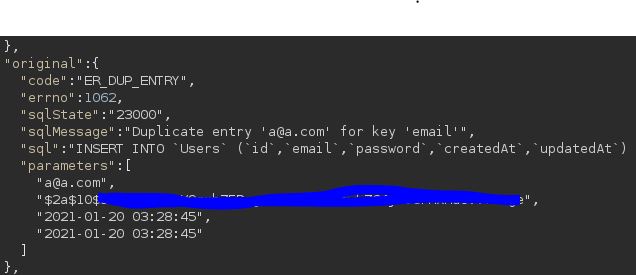 },
"original":{
"code":"ER_DUP_ENTRY",
"errno":1062,
"sqlState":"23000",
"sqlMessage":"Duplicate entry 'a@a.com' for key 'email'",
"sql":"INSERT INTO `Users` (`id`,`email`,`password`,`createdAt`,`updatedAt`)
"parameters":[
"a@a.com",
"$2a$10$
"2021-01-20 03:28:45",
"2021-01-20 03:28:45"
]
},